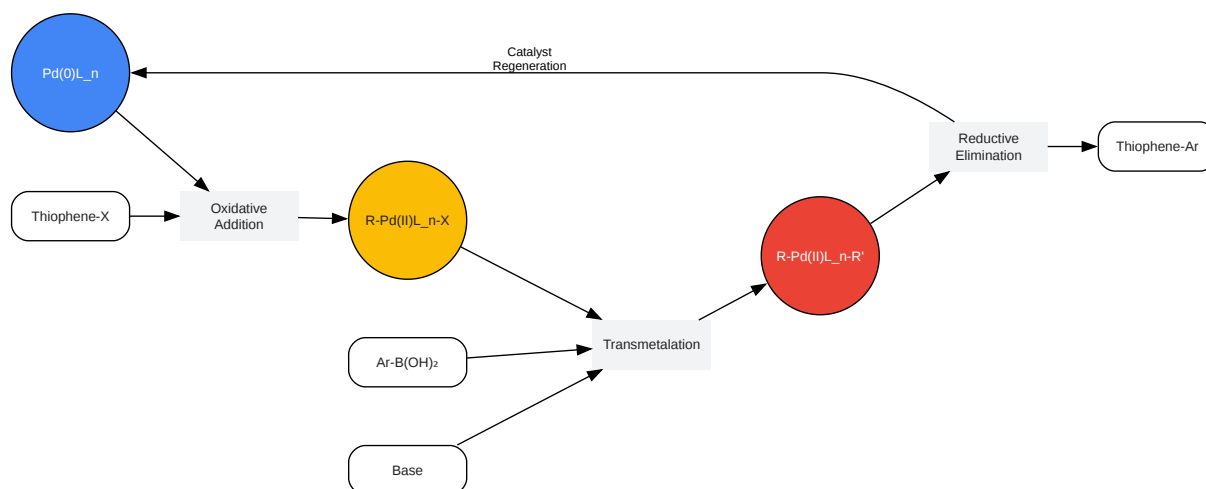 Catalyst
Regeneration
Pd(0)L_n
Reductive
Elimination
Thiophene-Ar
Thiophene-X
Oxidative
Addition
R-Pd(II)L_n-X
R-Pd(II)L_n-R'
Transmetalation
Ar-B(OH)₂
Base